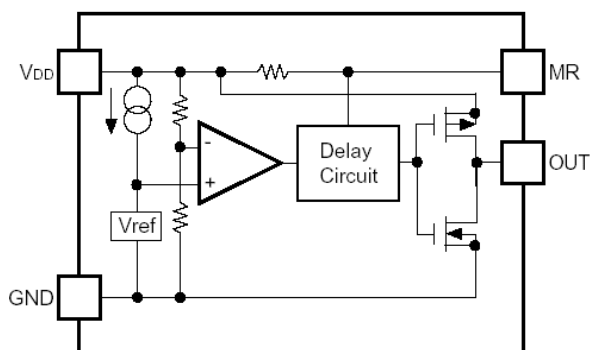 VDD
MR
-
+
Delay
Circuit
OUT
Vref
GND